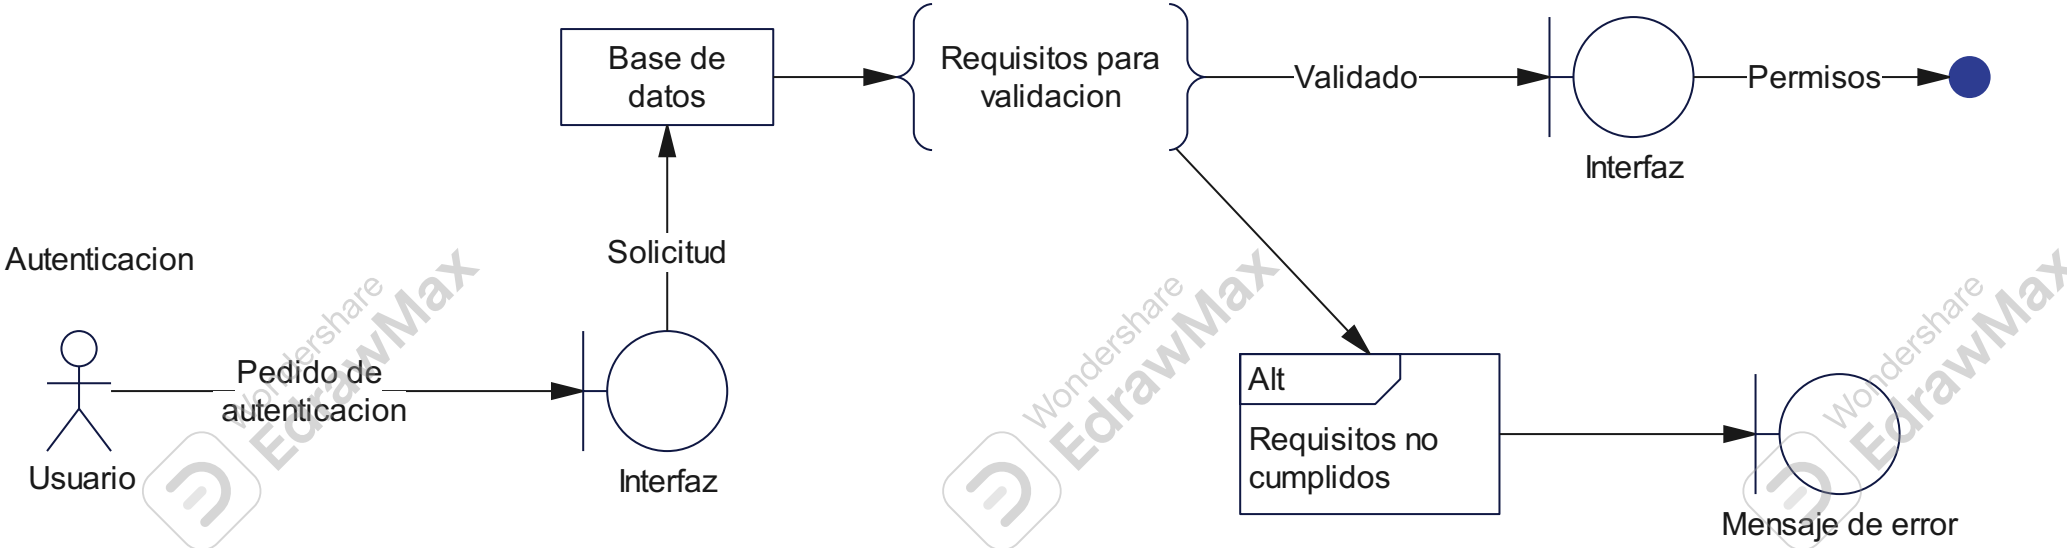 Autenticacion
Usuario
Pedido de
autenticacion
Interfaz
Solicitud
Base de
datos
Requisitos para
validacion
Validado
Interfaz
Permisos
Alt
Requisitos no
cumplidos
Mensaje de error
Wondershare
EdrawMax
Wondershare
EdrawMax
Wondershare
EdrawMax